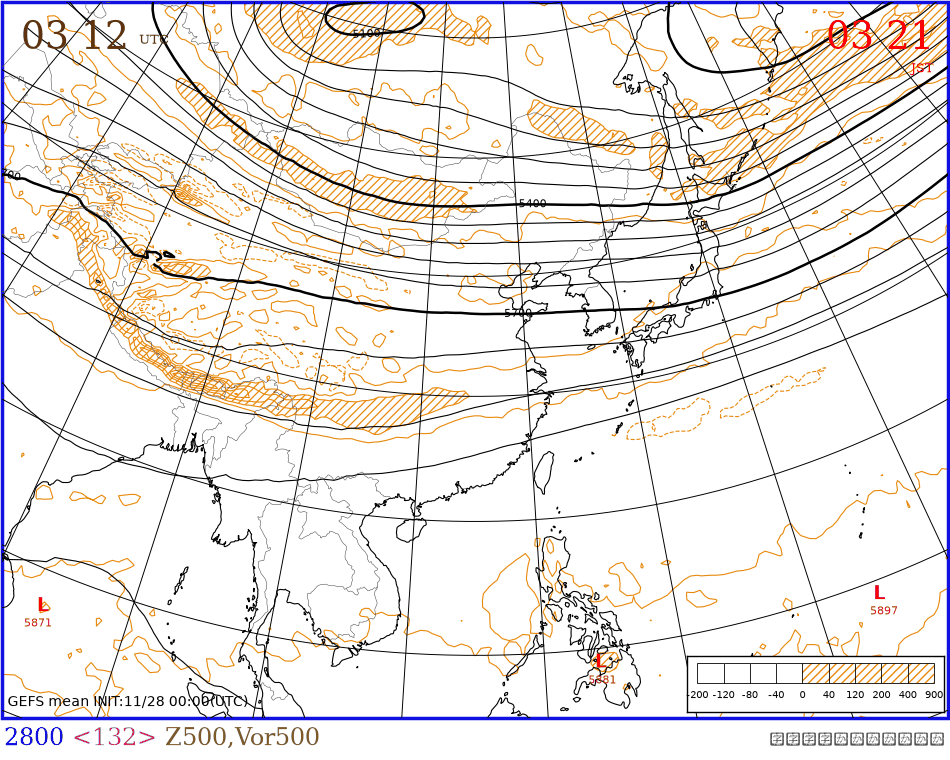 03 12 UTC
03 21
JST
5100
5400
5700
L
5871
L
5897
L
5881
-200 -120 -80 -40 0 40 120 200 400 900
GEFS mean INIT:11/28 00:00(UTC)
2800 <132> Z500,Vor500